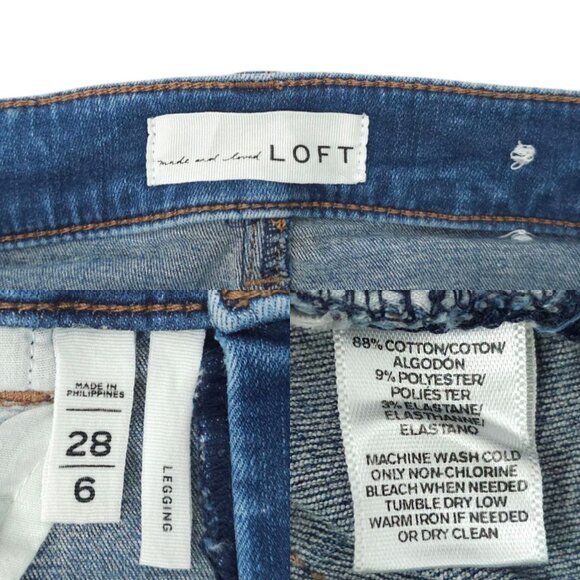 made and loved LOFT
MADE IN
PHILIPPINES
28
6
LEGGING
88% COTTON/COTON/
ALGODÓN
9% POLYESTER/
POLIÉSTER
3% ELASTANE/
ELASTHANNE/
ELASTANO
MACHINE WASH COLD
ONLY NON-CHLORINE
BLEACH WHEN NEEDED
TUMBLE DRY LOW
WARM IRON IF NEEDED
OR DRY CLEAN